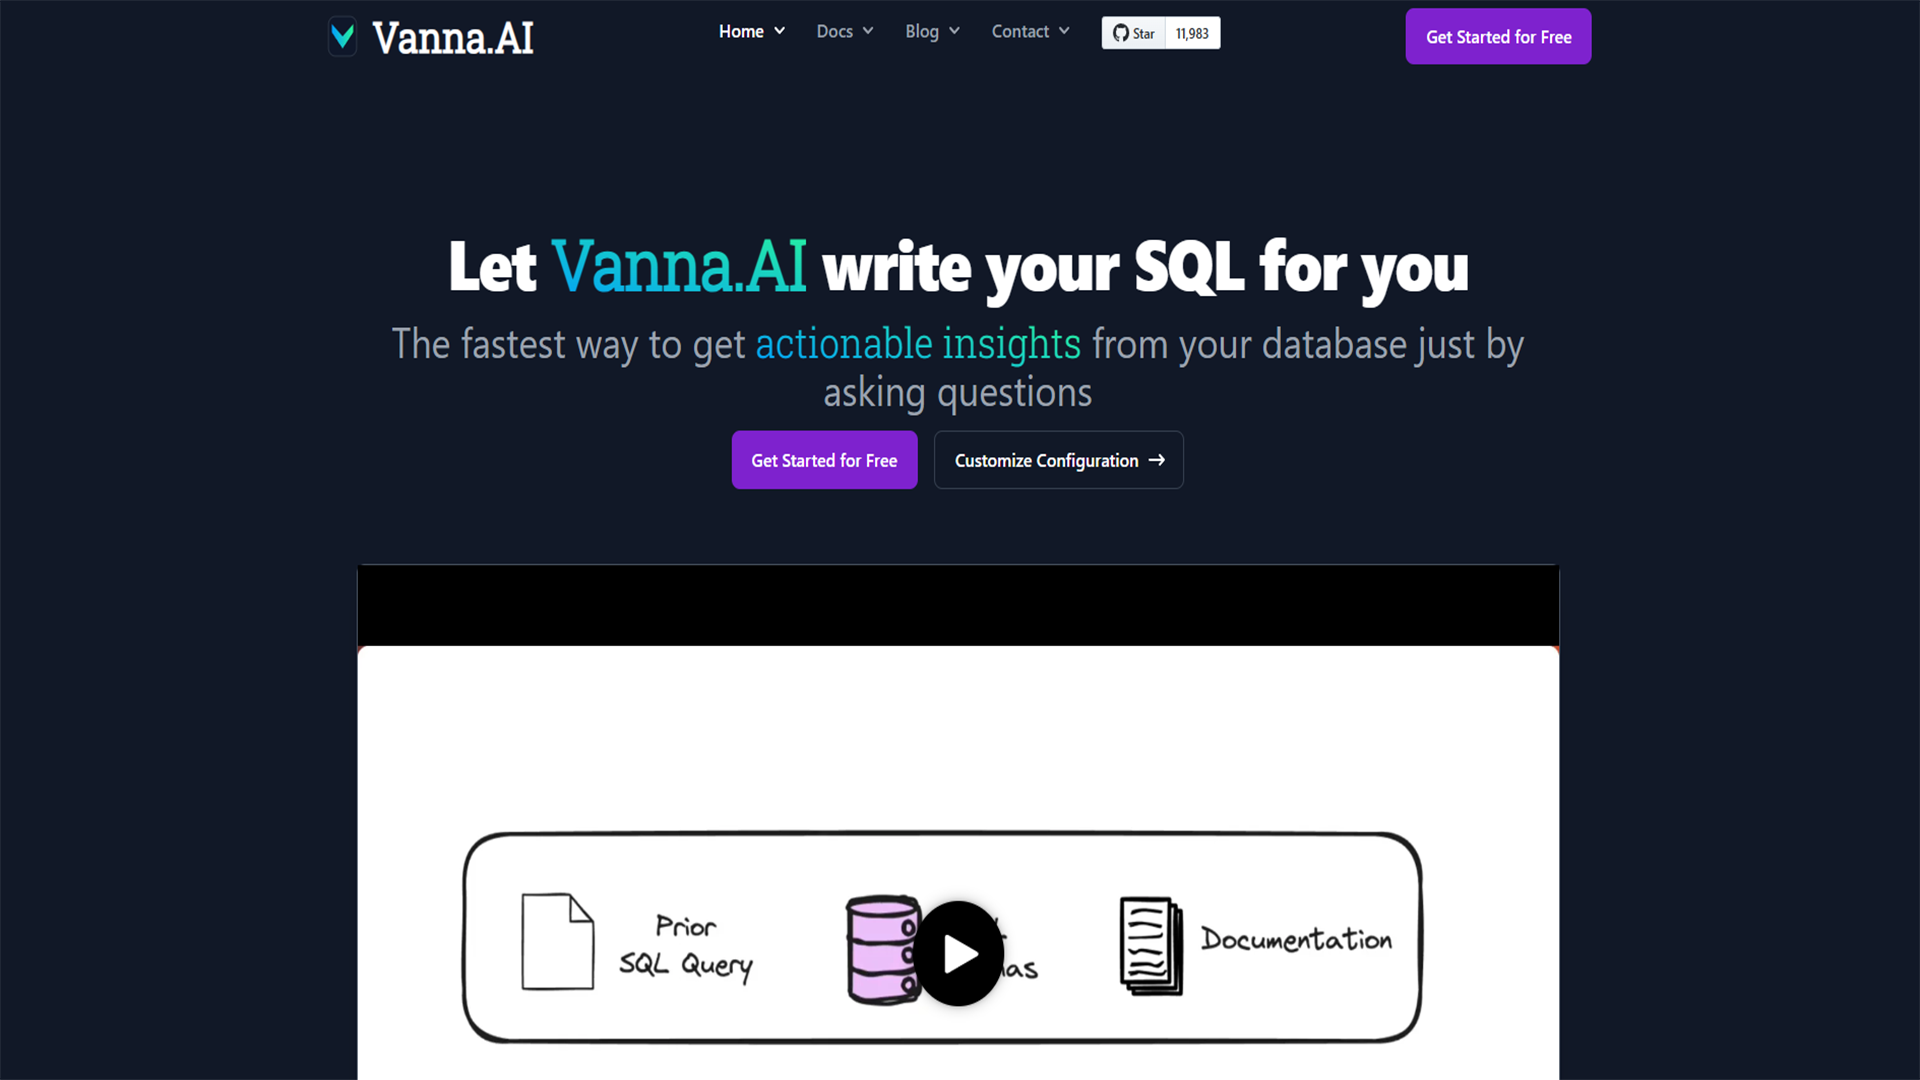 Vanna.AI
Home
Docs
Blog
Contact
Star
11,983
Get Started for Free
Let Vanna.AI write your SQL for you
The fastest way to get actionable insights from your database just by
asking questions
Get Started for Free
Customize Configuration
Prior
SQL Query
Documentation